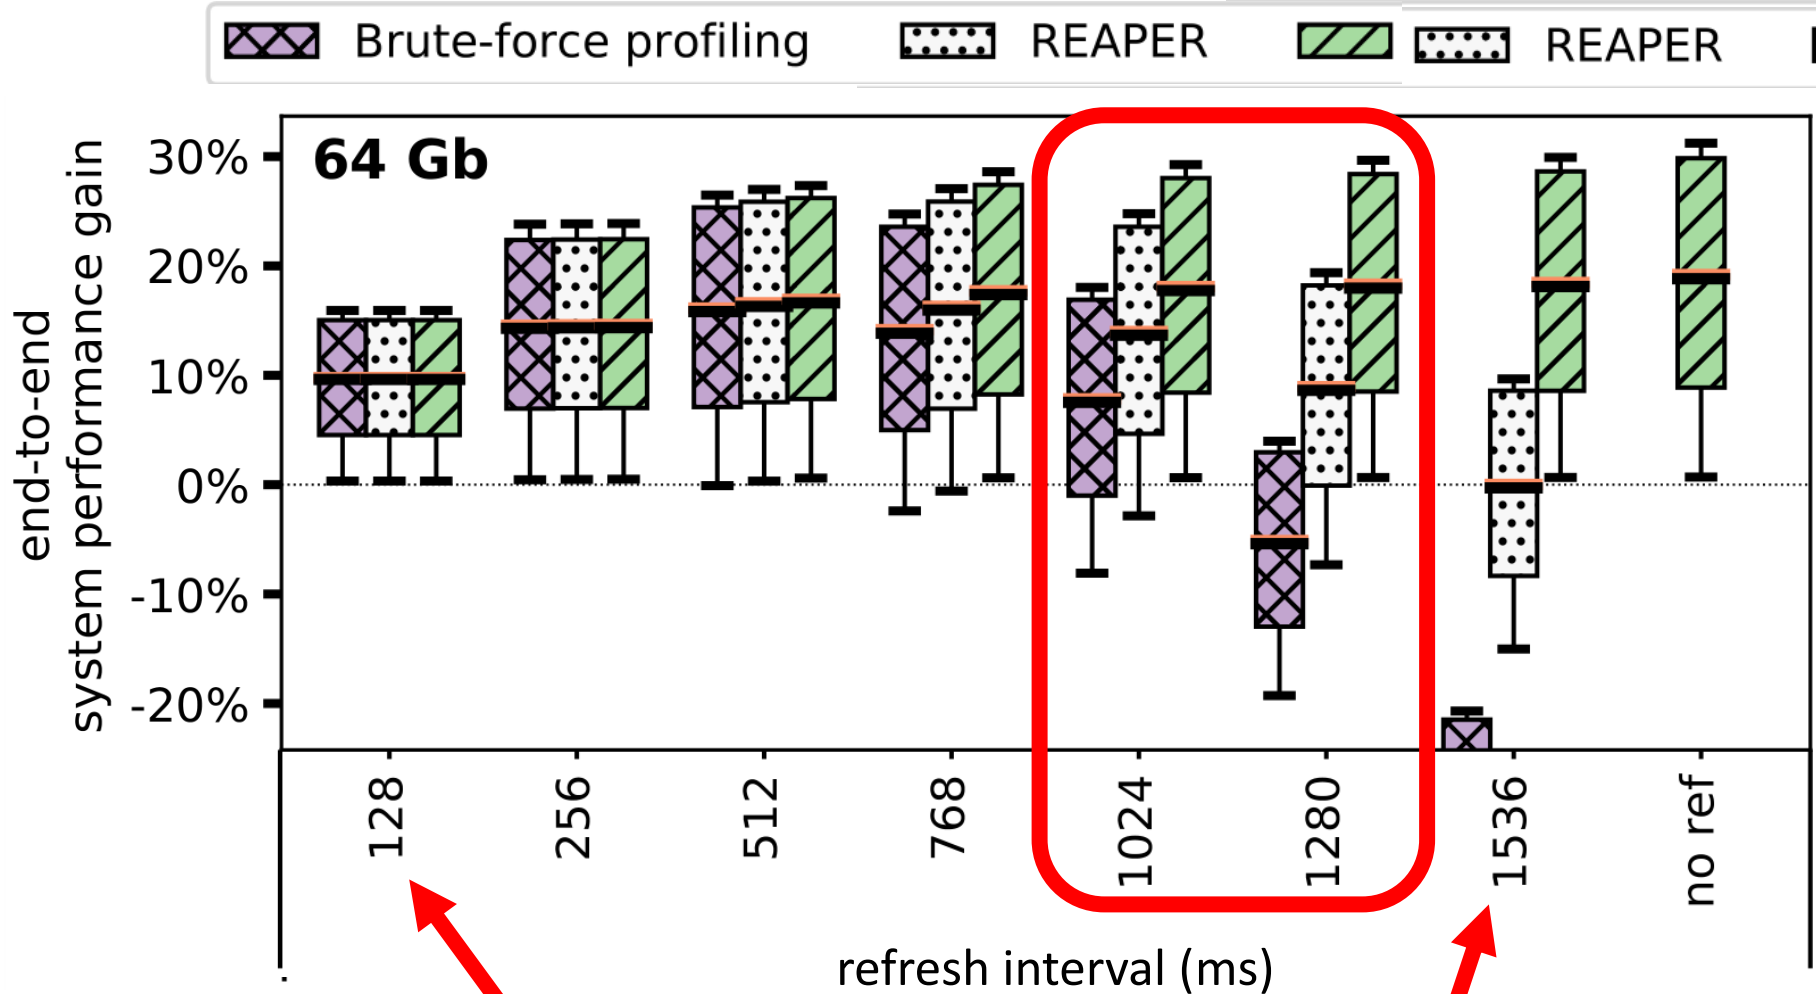 Brute-force profiling REAPER REAPER
64 Gb
end-to-end
system performance gain
30%
20%
10%
0%
-10%
-20%
128
256
512
768
1024
1280
1536
no ref
refresh interval (ms)